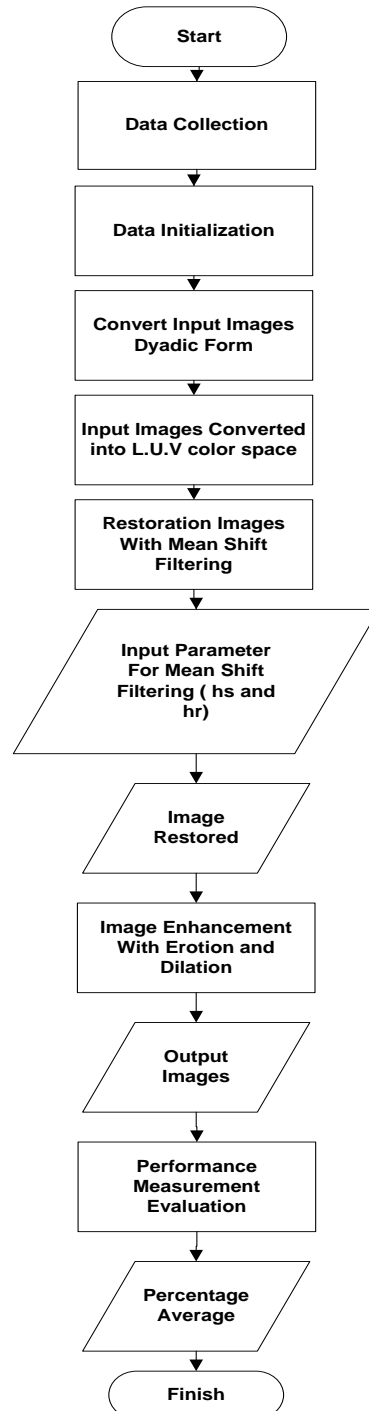 Start
Data Collection
Data Initialization
Convert Input Images
Dyadic Form
Input Images Converted
into L.U.V color space
Restoration Images
With Mean Shift
Filtering
Input Parameter
For Mean Shift
Filtering ( hs and
hr)
Image
Restored
Image Enhancement
With Erotion and
Dilation
Output
Images
Performance
Measurement
Evaluation
Percentage
Average
Finish